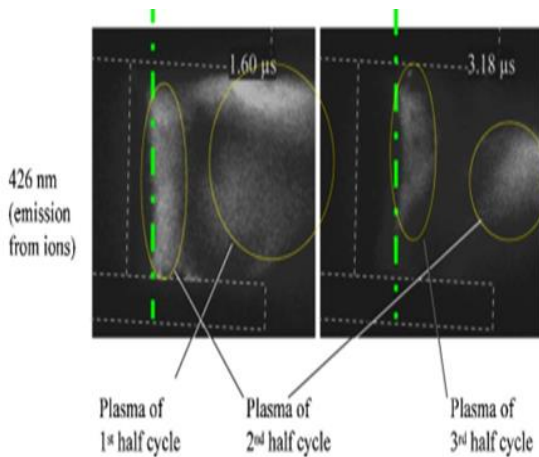 1.60 µs
3.18 µs
426 nm
(emission
from ions)
Plasma of
1st half cycle
Plasma of
2nd half cycle
Plasma of
3rd half cycle